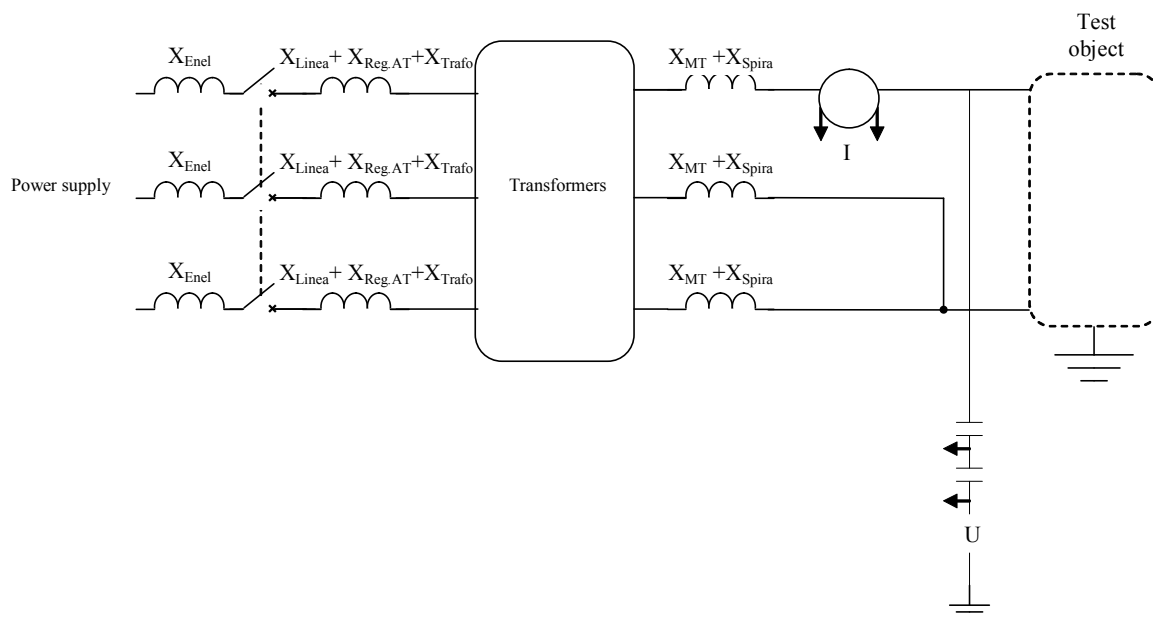 Test
object
X_Enel
X_Linea+ X_Reg.AT+X_Trafo
X_MT +X_Spira
I
X_Enel
X_Linea+ X_Reg.AT+X_Trafo
X_MT +X_Spira
Power supply
Transformers
X_Enel
X_Linea+ X_Reg.AT+X_Trafo
X_MT +X_Spira
U